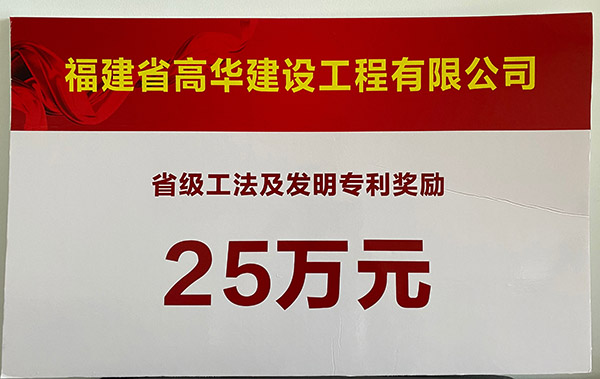 福建省高华建设工程有限公司
省级工法及发明专利奖励
25万元